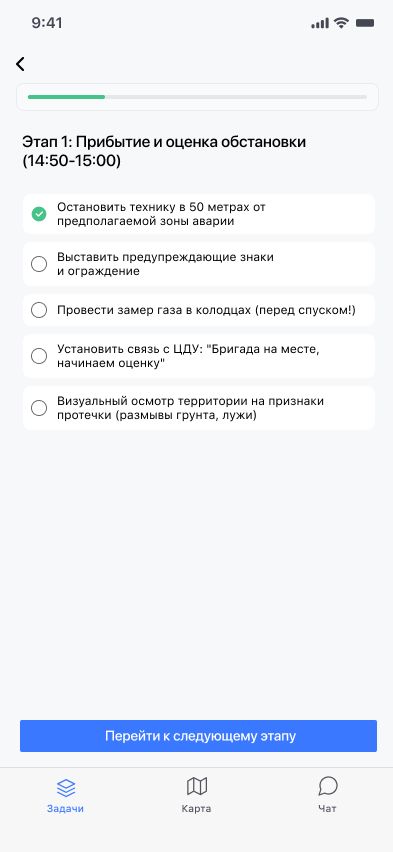 9:41
Этап 1: Прибытие и оценка обстановки
(14:50-15:00)
Остановить технику в 50 метрах от
предполагаемой зоны аварии
Выставить предупреждающие знаки
и ограждение
Провести замер газа в колодцах (перед спуском!)
Установить связь с ЦДУ: "Бригада на месте,
начинаем оценку"
Визуальный осмотр территории на признаки
протечки (размывы грунта, лужи)
Перейти к следующему этапу
Задачи
Карта
Чат